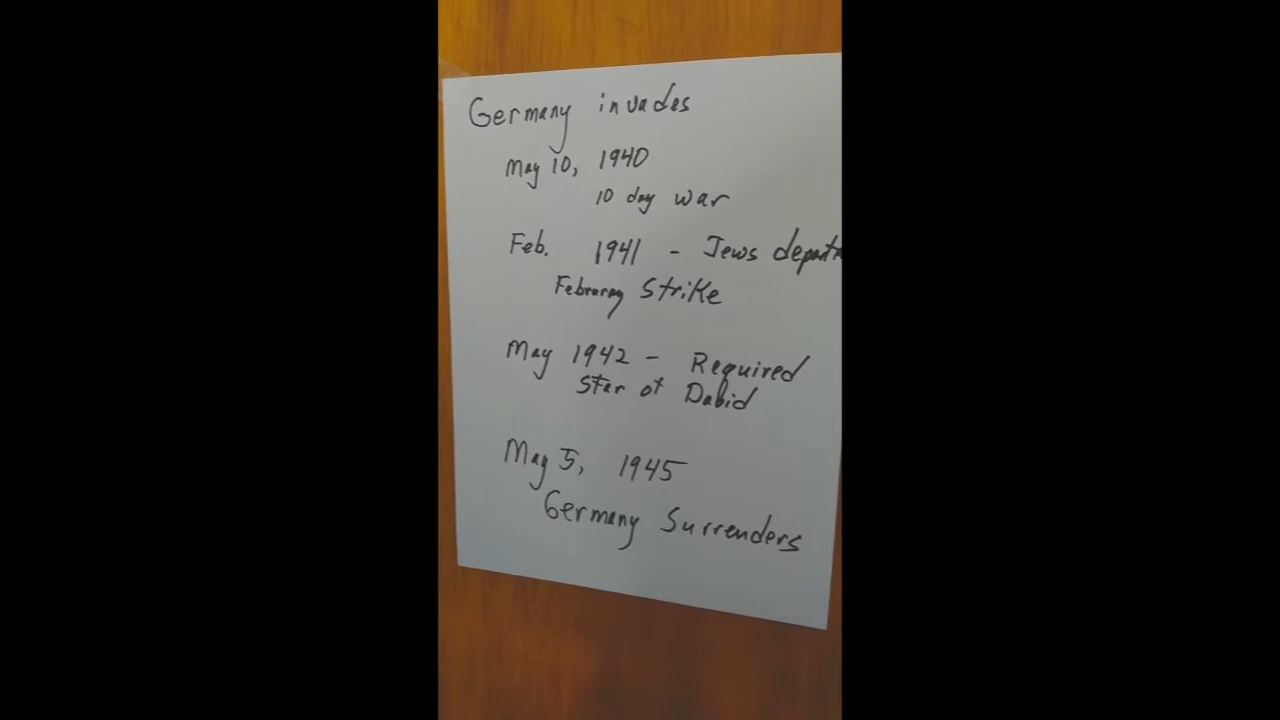 Germany invades
May 10, 1940
10 day war
Feb. 1941 - Jews
Februray Strike
May 1942 - Required
Star of Dabid
May 5, 1945
Germany Surrenders